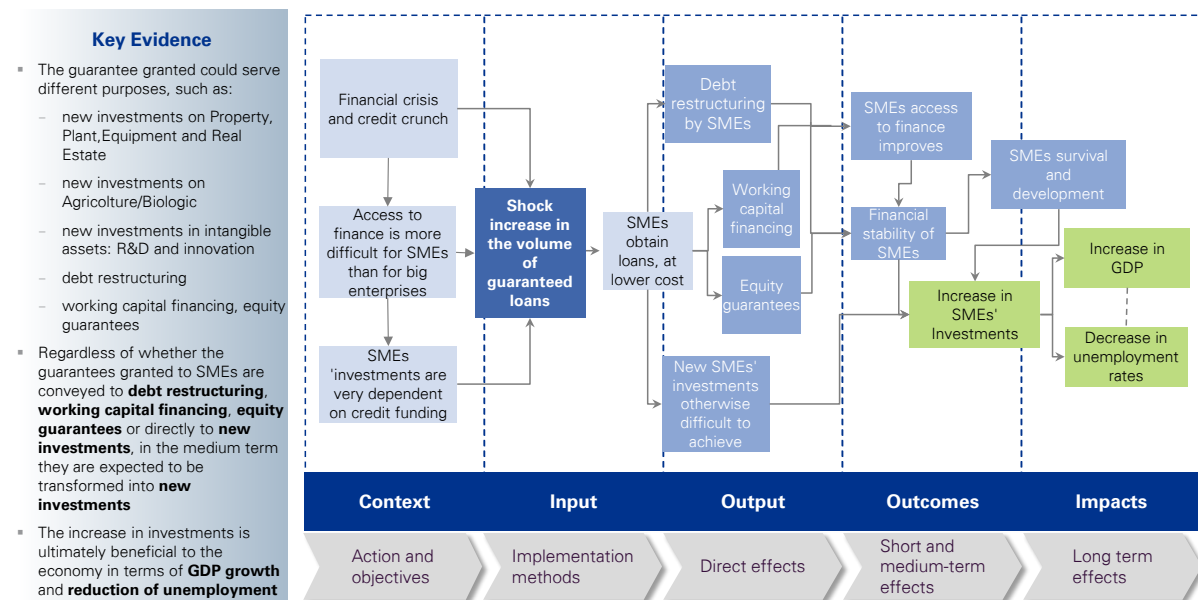 Key Evidence
▪ The guarantee granted could serve
different purposes, such as:
– new investments on Property,
Plant,Equipment and Real
Estate
– new investments on
Agricolture/Biologic
– new investments in intangible
assets: R&D and innovation
– debt restructuring
– working capital financing, equity
guarantees
▪ Regardless of whether the
guarantees granted to SMEs are
conveyed to debt restructuring,
working capital financing, equity
guarantees or directly to new
investments, in the medium term
they are expected to be
transformed into new
investments
▪ The increase in investments is
ultimately beneficial to the
economy in terms of GDP growth
and reduction of unemployment
Financial crisis
and credit crunch
Access to
finance is more
difficult for SMEs
than for big
enterprises
SMEs
'investments are
very dependent
on credit funding
Shock
increase in
the volume
of
guaranteed
loans
SMEs
obtain
loans, at
lower cost
Debt
restructuring
by SMEs
Working
capital
financing
Equity
guarantees
New SMEs'
investments
otherwise
difficult to
achieve
SMEs access
to finance
improves
Financial
stability of
SMEs
SMEs survival
and
development
Increase in
SMEs'
Investments
Increase in
GDP
Decrease in
unemployment
rates
Context
Input
Output
Outcomes
Impacts
Action and
objectives
Implementation
methods
Direct effects
Short and
medium-term
effects
Long term
effects